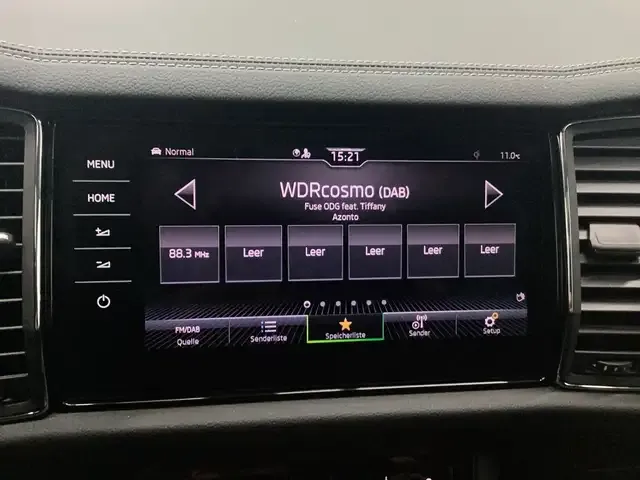 Normal
15:21
11.0°C
MENU
HOME
WDRcosmo (DAB)
Fuse ODG feat. Tiffany
Azonto
88.3 MHz
Leer
Leer
Leer
Leer
Leer
FM/DAB
Quelle
Senderliste
Speicherliste
Sender
Setup